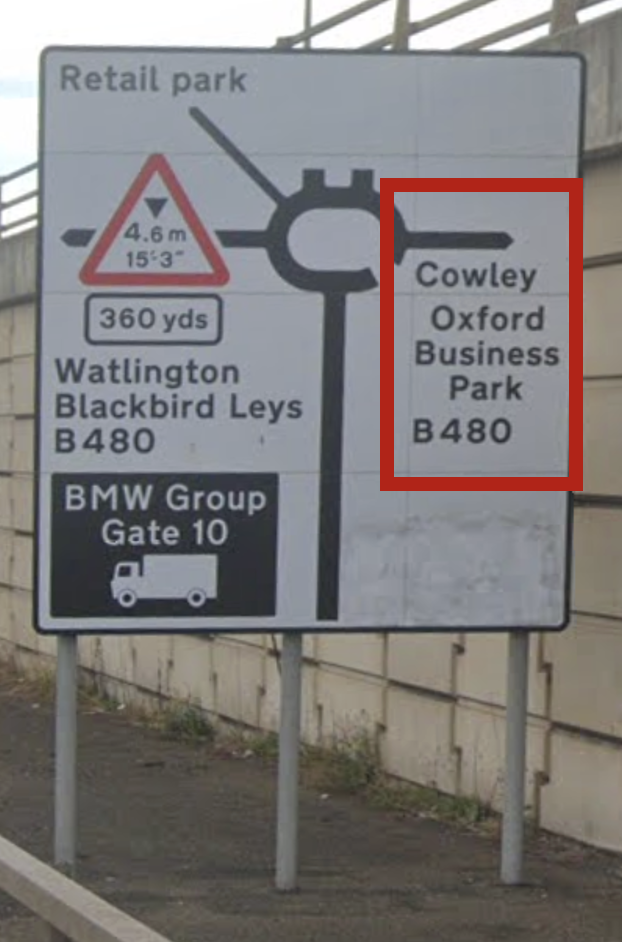 Retail park
4.6 m
15'-3"
360 yds
Watlington
Blackbird Leys
B480
BMW Group
Gate 10
Cowley
Oxford
Business
Park
B480